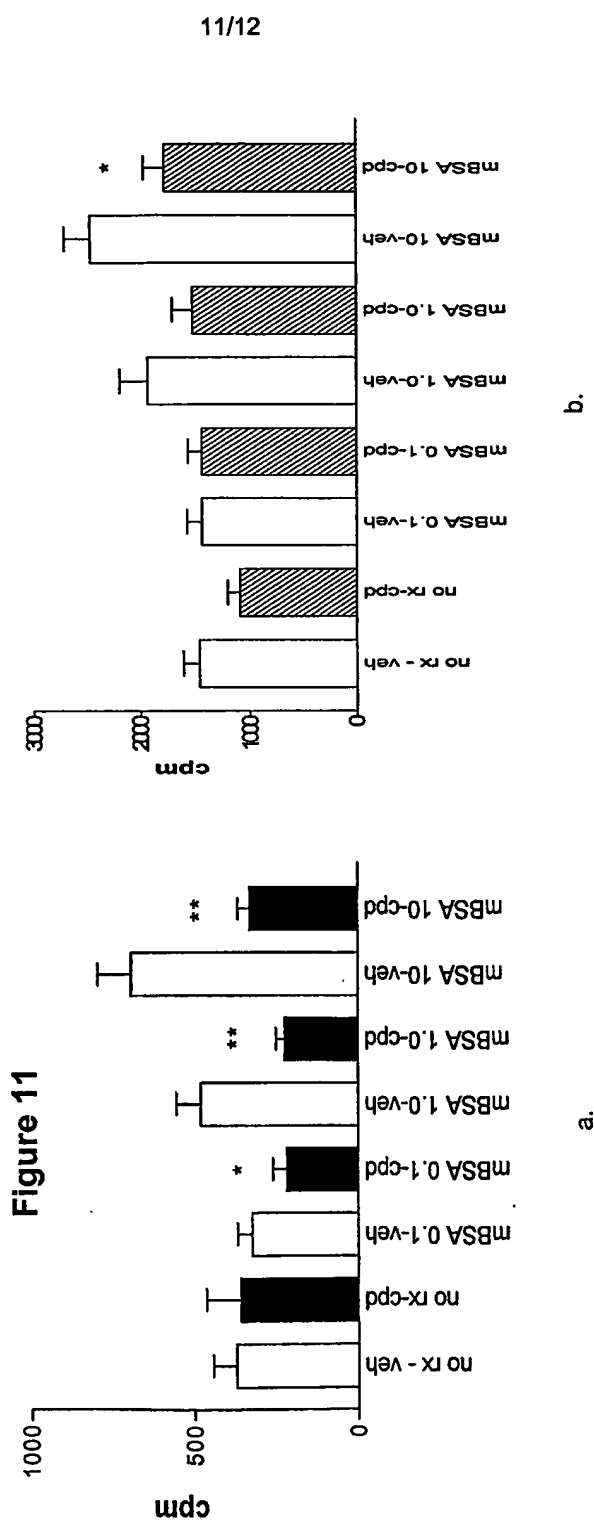 11/12
Figure 11
cpm
1000
500
0
**
**
*
no rx - veh
no rx-cpd
mBSA 0.1-veh
mBSA 0.1-cpd
mBSA 1.0-veh
mBSA 1.0-cpd
mBSA 10-veh
mBSA 10-cpd
a.
cpm
3000
2000
1000
0
*
no rx - veh
no rx-cpd
mBSA 0.1-veh
mBSA 0.1-cpd
mBSA 1.0-veh
mBSA 1.0-cpd
mBSA 10-veh
mBSA 10-cpd
b.